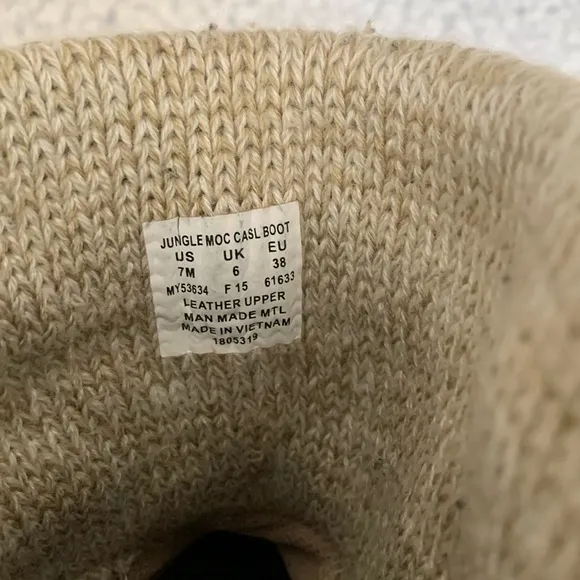 JUNGLE MOC CASL BOOT
US UK EU
7M 6 38
MY53634 F 15 61633
LEATHER UPPER
MAN MADE MTL
MADE IN VIETNAM
1805319